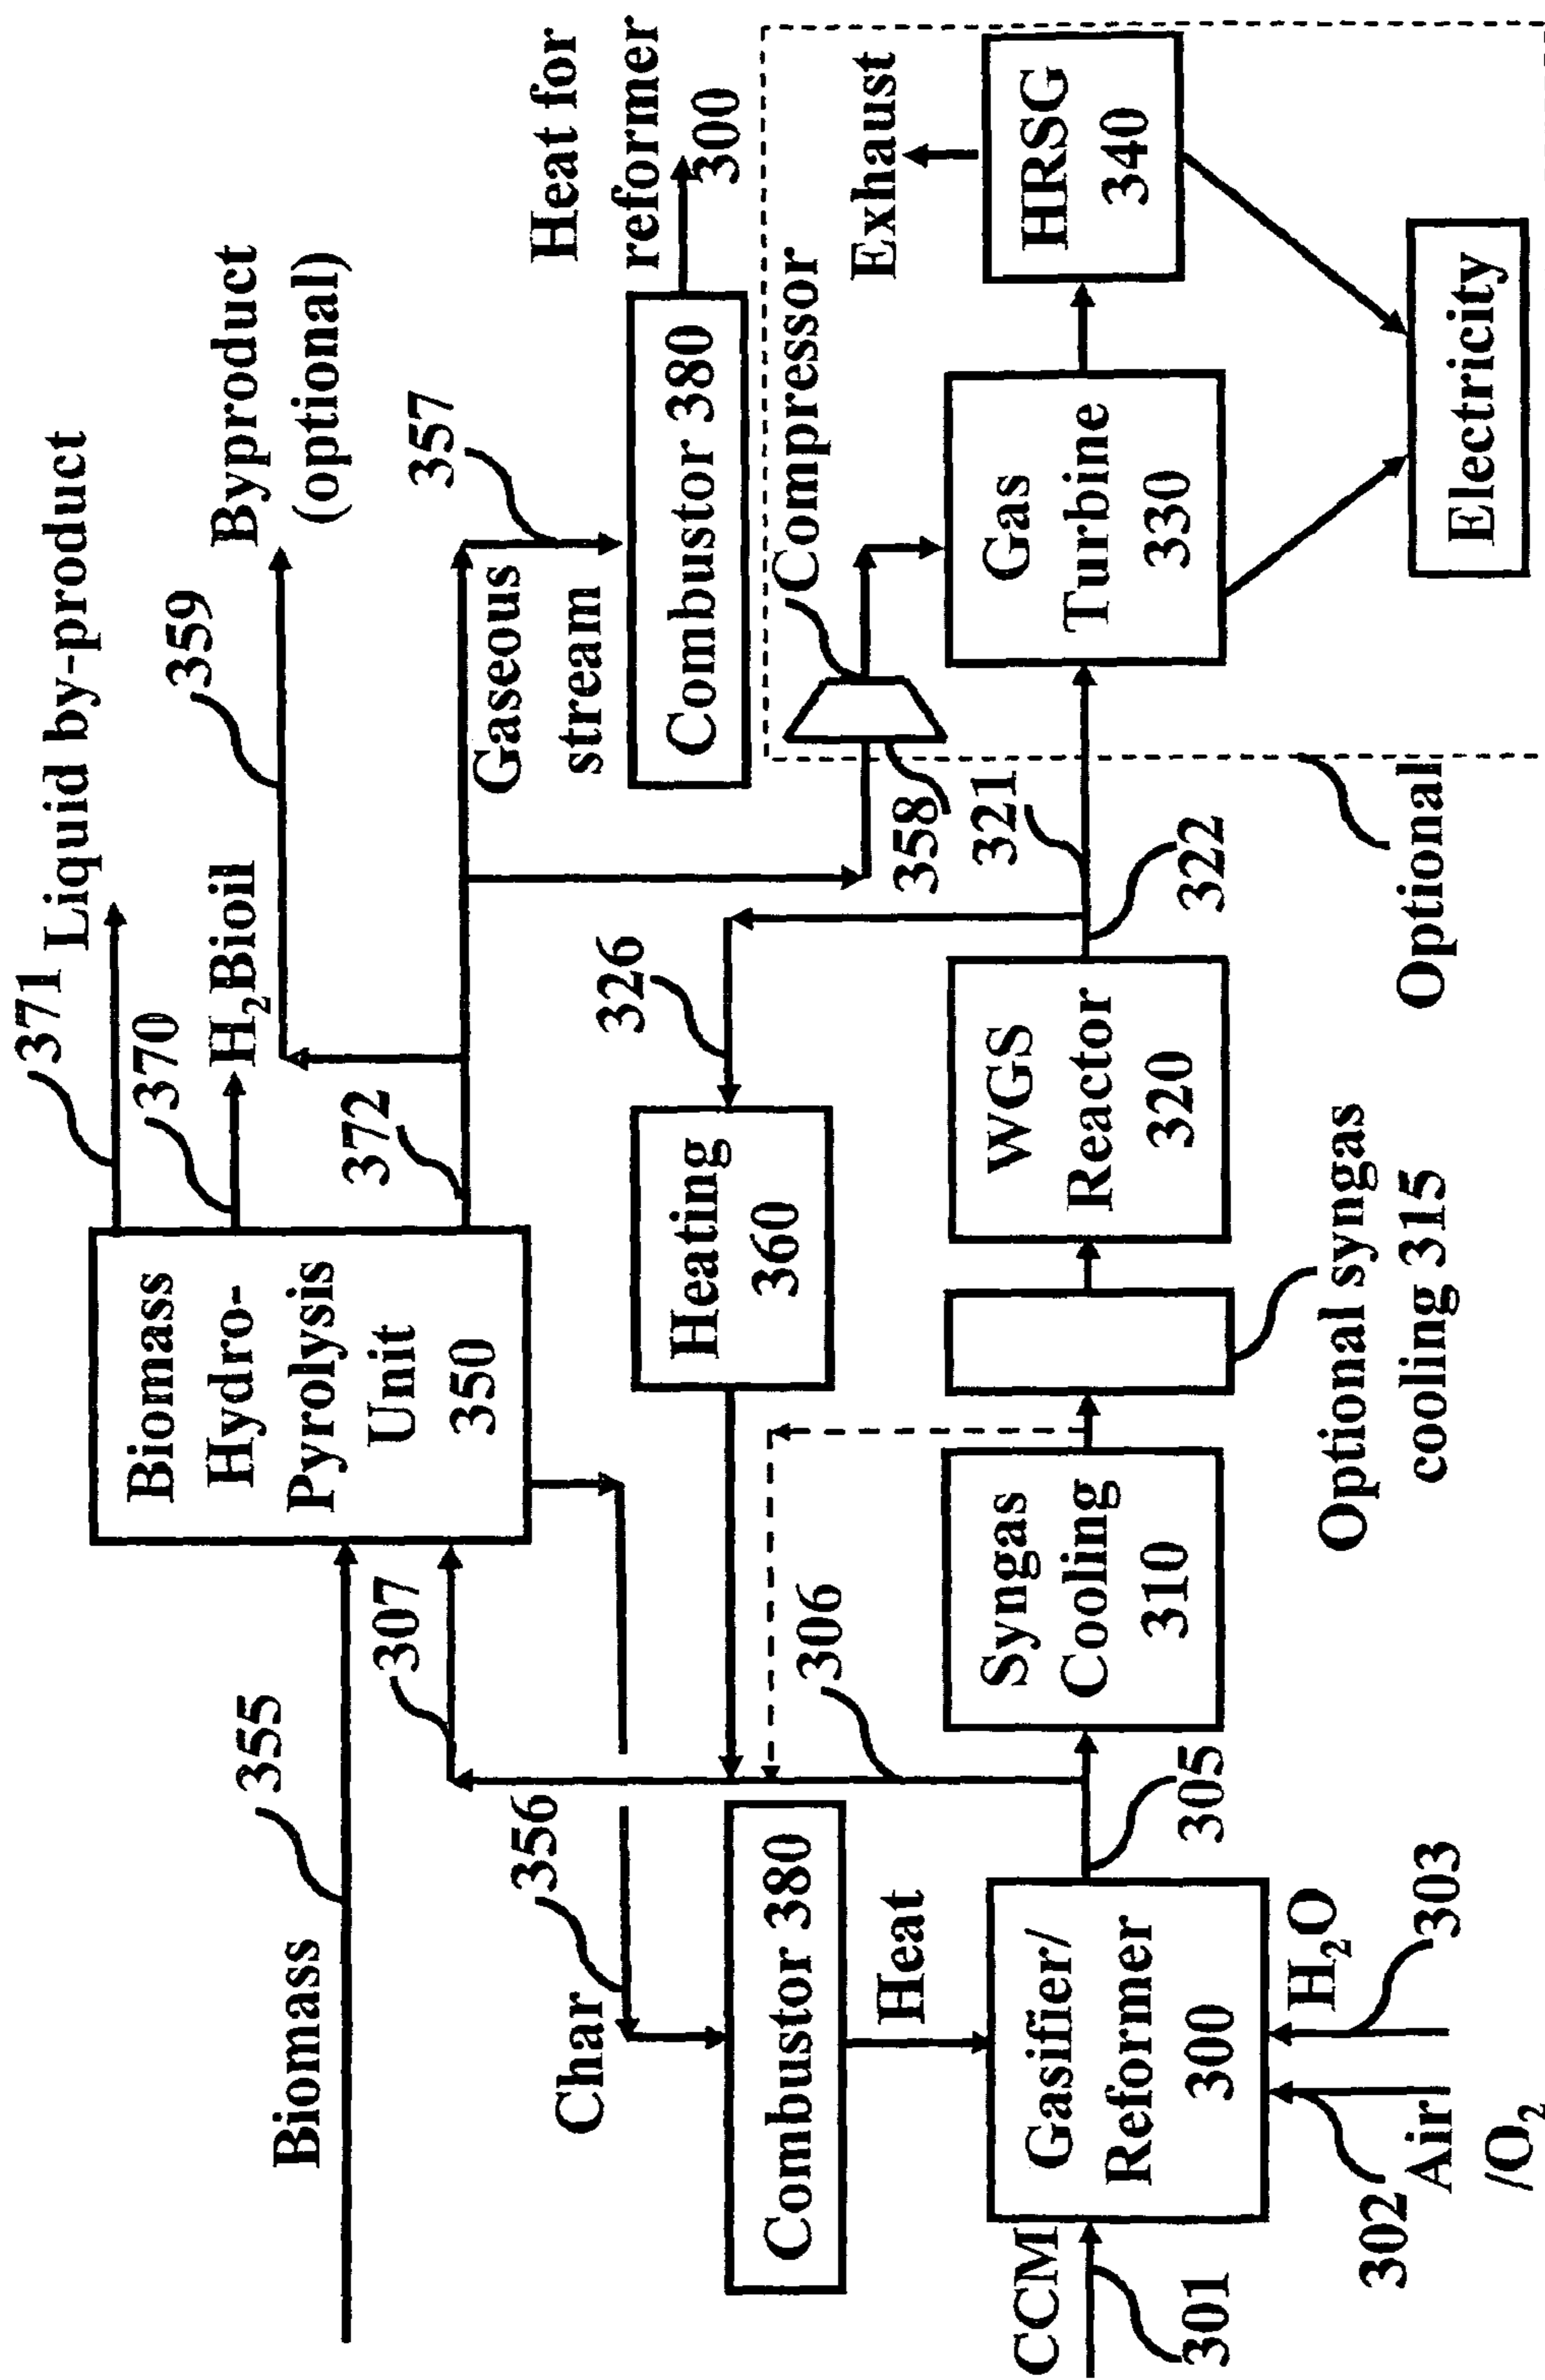 371
Liquid by-product
370
H2Bioil
359
Byproduct
(optional)
Biomass
355
307
Biomass
Hydro-
Pyrolysis
Unit
350
372
Gaseous
stream
357
Heat for
reformer
300
Combustor 380
Char
356
Combustor 380
Heat
Heating
360
326
306
358
Compressor
Exhaust
CCM
301
Gasifier/
Reformer
300
305
Syngas
Cooling
310
WGS
Reactor
320
321
322
Gas
Turbine
330
HRSG
340
302
Air
/O2
H2O
303
Optional syngas
cooling 315
Optional
Electricity